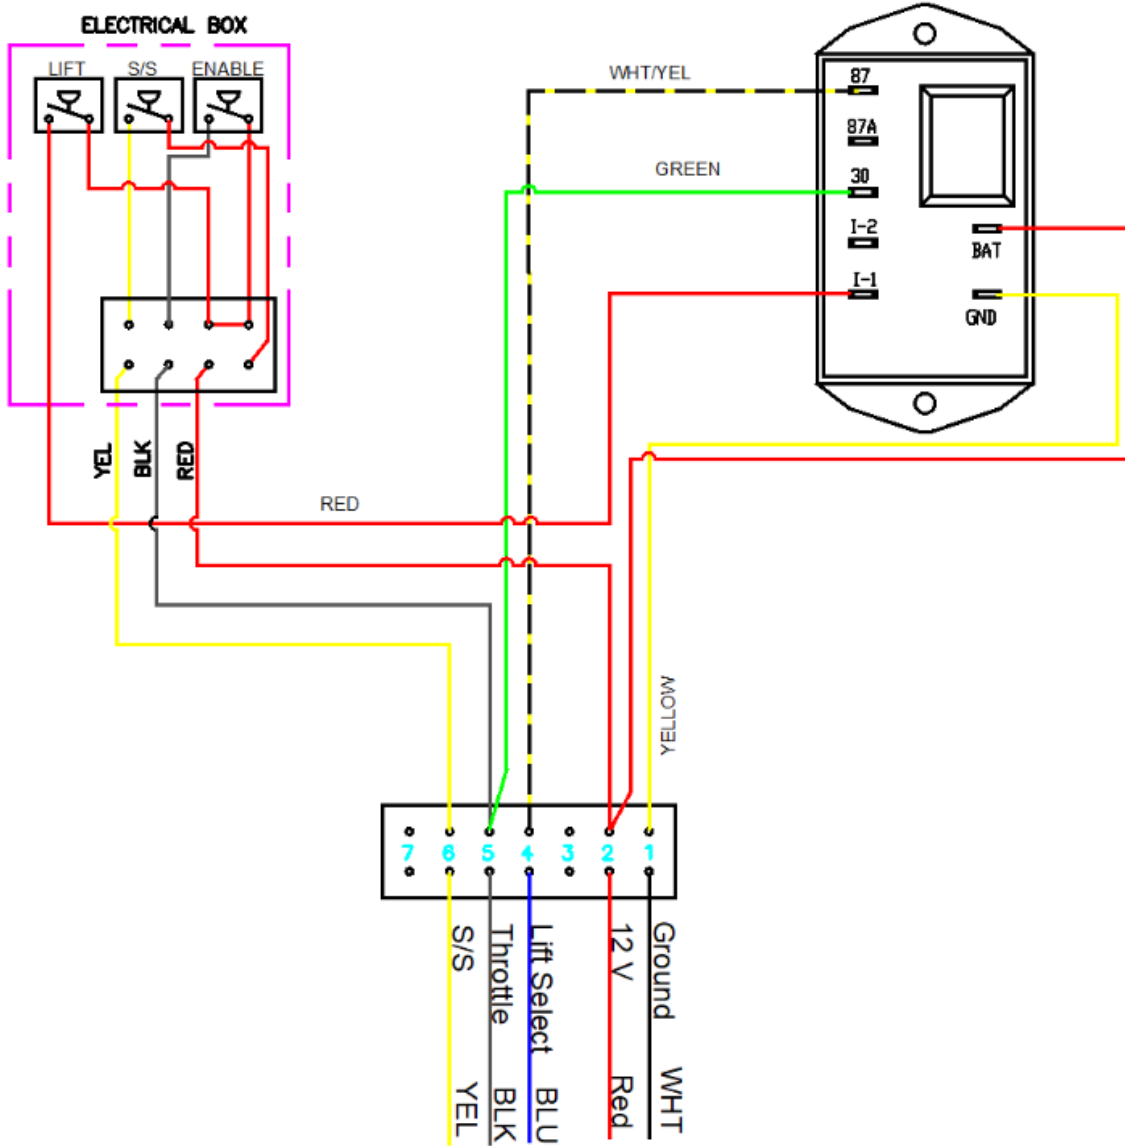 ELECTRICAL BOX
LIFT
S/S
ENABLE
WHT/YEL
GREEN
87
87A
30
I-2
I-1
BAT
GND
YEL
BLK
RED
RED
YELLOW
7
6
5
4
3
2
1
S/S
Throttle
Lift Select
12 V
Ground
YEL
BLK
BLU
Red
WHT